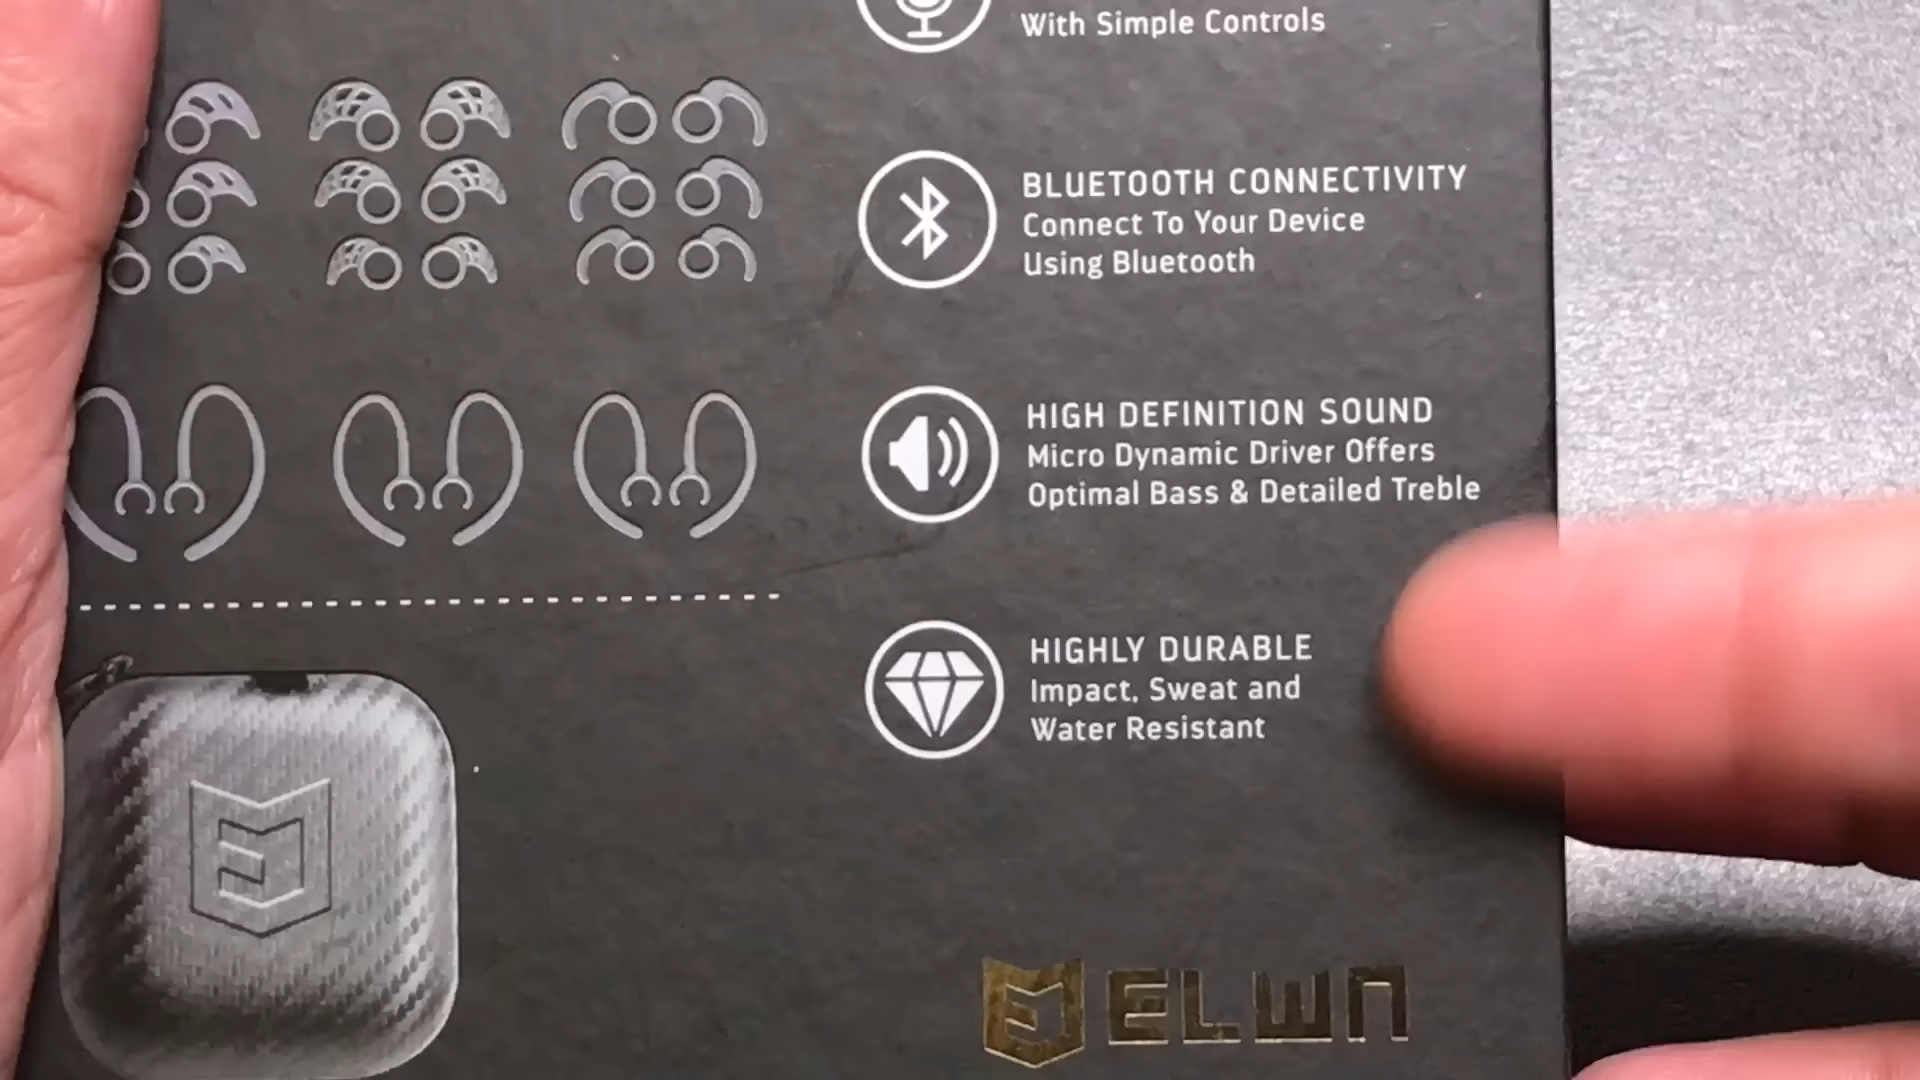 With Simple Controls
BLUETOOTH CONNECTIVITY
Connect To Your Device
Using Bluetooth
HIGH DEFINITION SOUND
Micro Dynamic Driver Offers
Optimal Bass & Detailed Treble
HIGHLY DURABLE
Impact, Sweat and
Water Resistant
ELWN